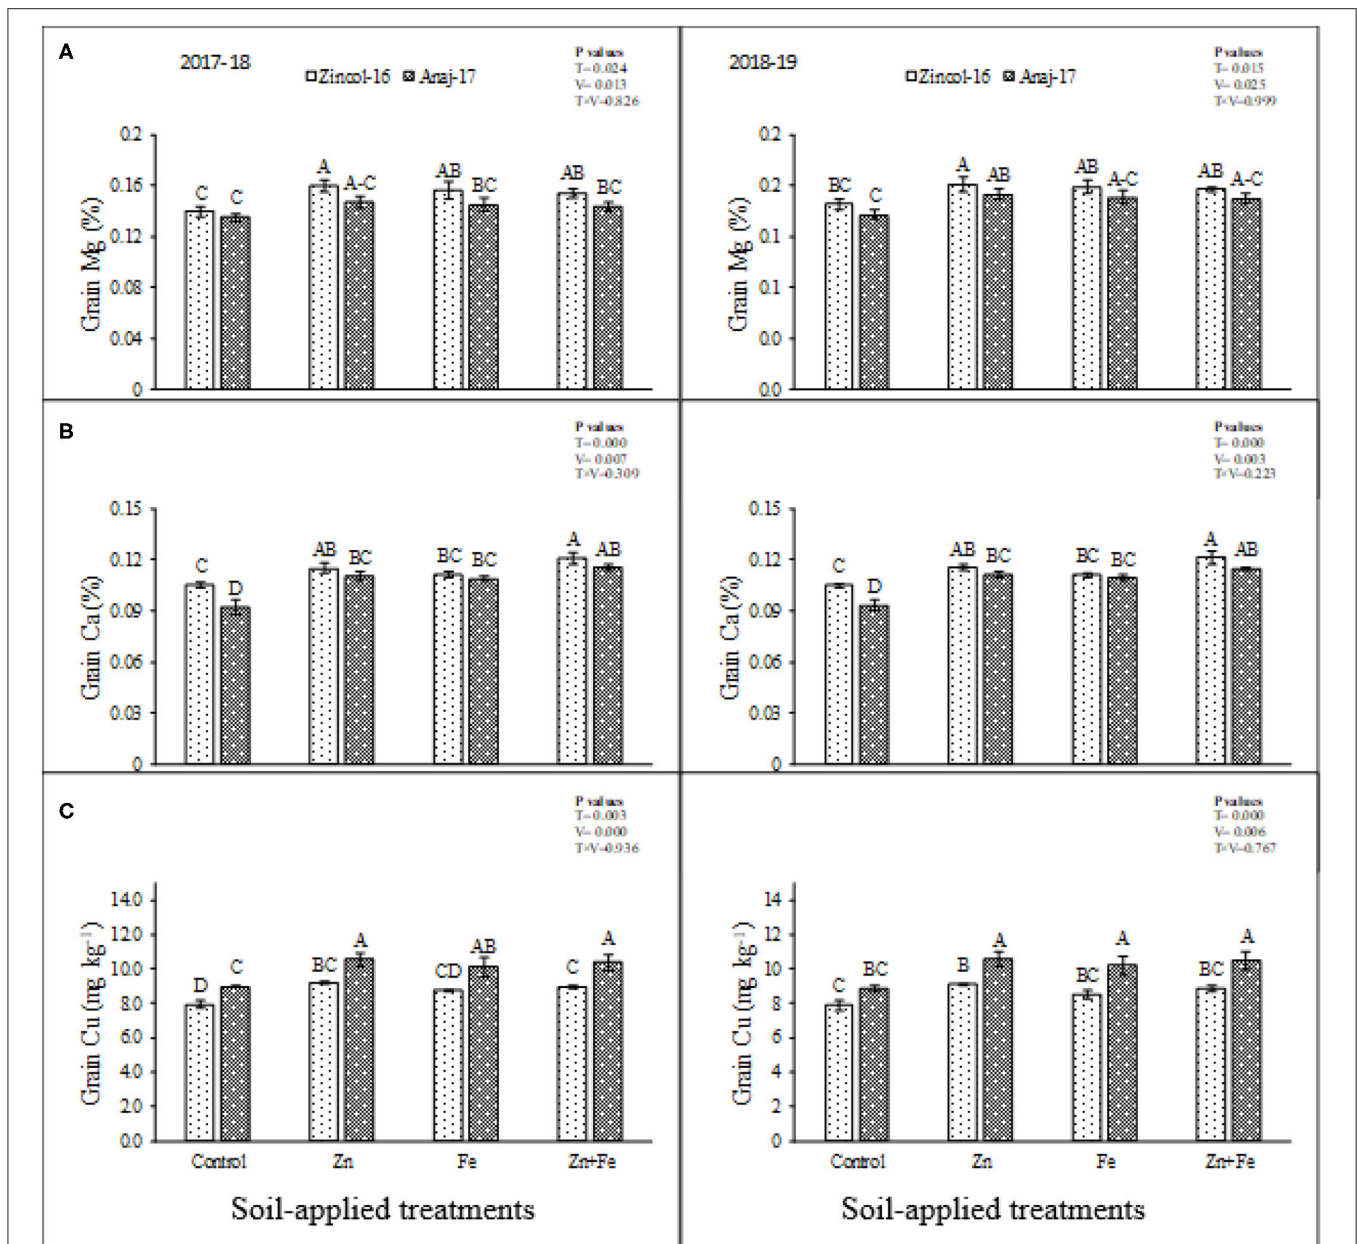 A
2017-18
Zincol-16 Anaj-17
P values
T= 0.024
V= 0.013
T×V=0.826
0.2
0.16
0.12
0.08
0.04
0
Grain Mg (%)
C C A A-C AB BC AB BC
2018-19
Zincol-16 Anaj-17
P values
T= 0.015
V= 0.025
T×V=0.999
0.2
0.2
0.1
0.1
0.0
0.0
Grain Mg (%)
BC C A AB AB A-C AB A-C
B
P values
T= 0.000
V= 0.007
T×V=0.309
0.15
0.12
0.09
0.06
0.03
0
Grain Ca (%)
C D AB BC BC BC A AB
P values
T= 0.000
V= 0.003
T×V=0.223
0.15
0.12
0.09
0.06
0.03
0
Grain Ca (%)
C D AB BC BC BC A AB
C
P values
T= 0.003
V= 0.000
T×V=0.936
14.0
12.0
10.0
8.0
6.0
4.0
2.0
0.0
Grain Cu (mg kg⁻¹)
D C BC A CD AB C A
Control Zn Fe Zn+Fe
Soil-applied treatments
P values
T= 0.000
V= 0.006
T×V=0.767
14
12
10
8
6
4
2
0
Grain Cu (mg kg⁻¹)
C BC B A BC A BC A
Control Zn Fe Zn+Fe
Soil-applied treatments